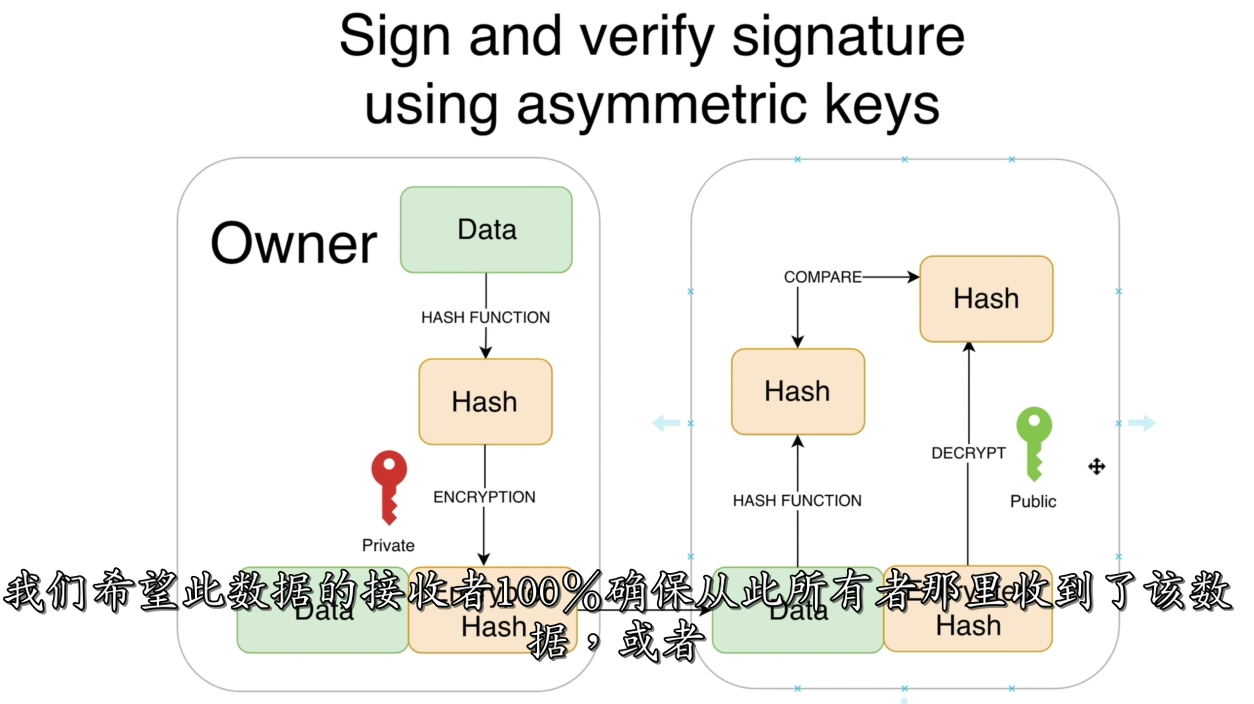 Sign and verify signature
using asymmetric keys
Owner
Data
HASH FUNCTION
Hash
ENCRYPTION
Private
Data
Hash
COMPARE
Hash
Hash
DECRYPT
HASH FUNCTION
Public
Data
Hash
我们希望此数据的接收者100%确保从此所有者那里收到了该数
据，或者